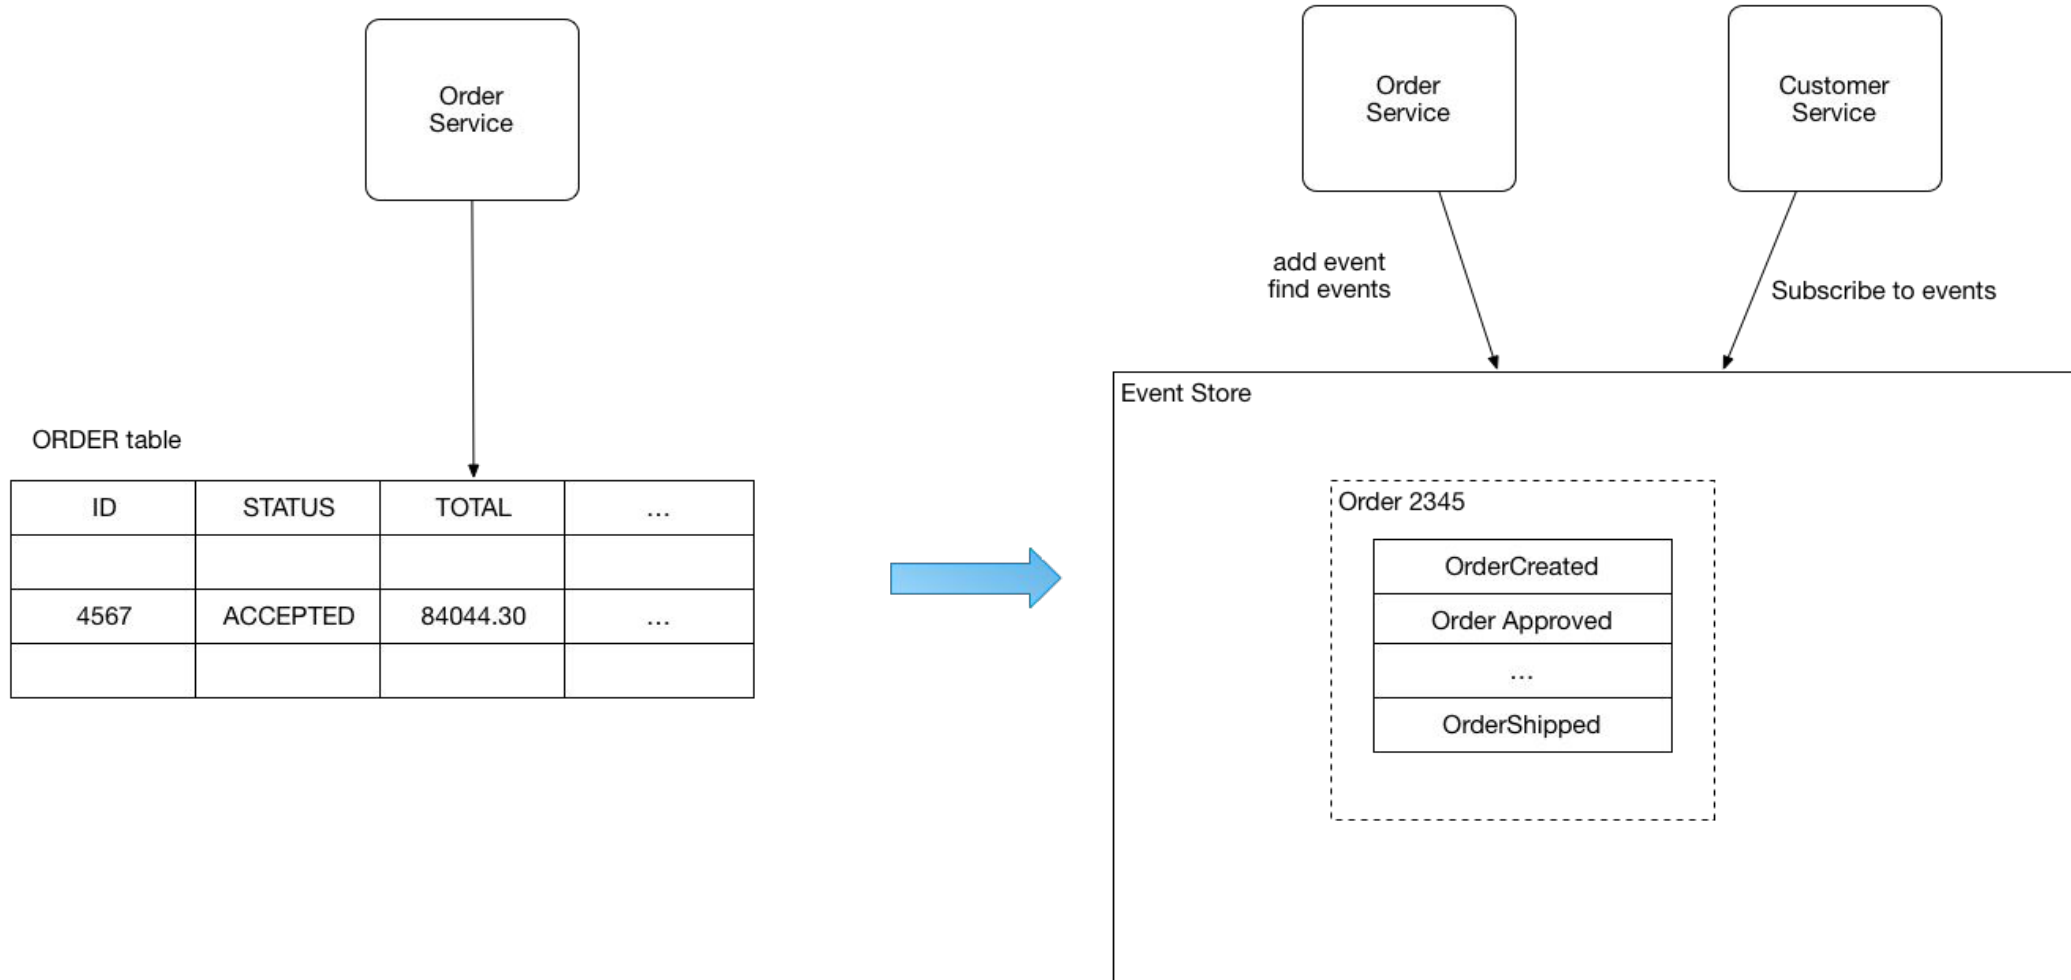 Order
Service
ORDER table
ID STATUS TOTAL ...
4567 ACCEPTED 84044.30 ...
Order
Service
Customer
Service
add event
find events
Subscribe to events
Event Store
Order 2345
OrderCreated
Order Approved
...
OrderShipped